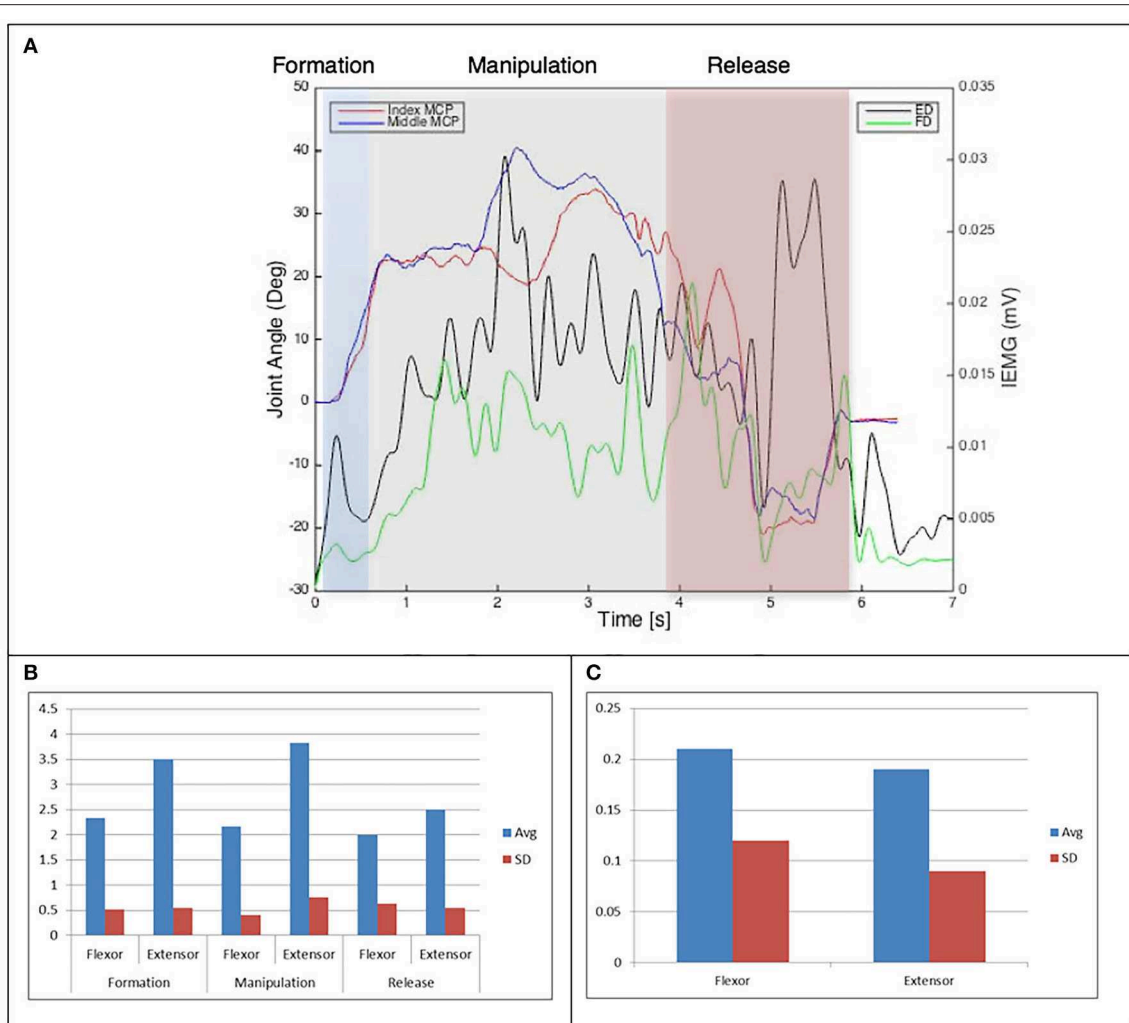 A
Formation Manipulation Release
50 0.035
Index MCP ED
Middle MCP FD
40 0.03
30 0.025
20 0.02
10 0.015
0 0.01
-10 0.005
-20 0
-30
Joint Angle (Deg)
IEMG (mV)
0 1 2 3 4 5 6 7
Time [s]
B
4.5
4
3.5
3
2.5
2
1.5
1
0.5
0
Avg
SD
Flexor Extensor Flexor Extensor Flexor Extensor
Formation Manipulation Release
C
0.25
0.2
0.15
0.1
0.05
0
Avg
SD
Flexor Extensor